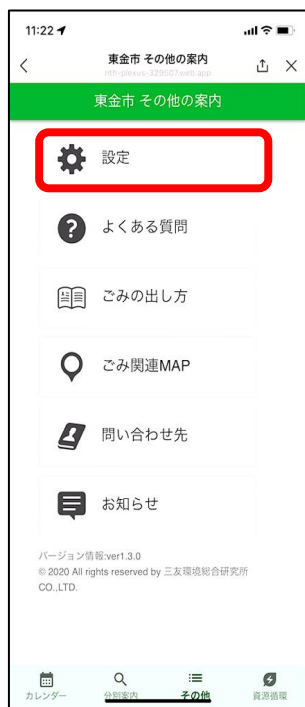 11:22
東金市 その他の案内
nth-plexus-329507.web.app
東金市 その他の案内
設定
よくある質問
ごみの出し方
ごみ関連MAP
問い合わせ先
お知らせ
バージョン情報:ver1.3.0
© 2020 All rights reserved by 三友環境総合研究所
CO.,LTD.
カレンダー
分別案内
その他
資源循環